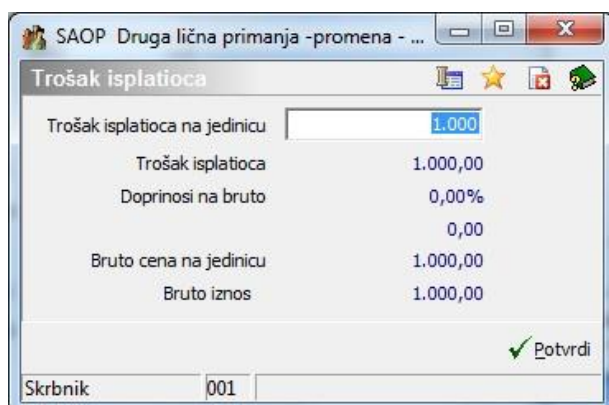 SAOP Druga lična primanja -promena - ...
Trošak isplatioca
Trošak isplatioca na jedinicu 1.000
Trošak isplatioca 1.000,00
Doprinosi na bruto 0,00%
0,00
Bruto cena na jedinicu 1.000,00
Bruto iznos 1.000,00
Potvrdi
Skrbnik 001